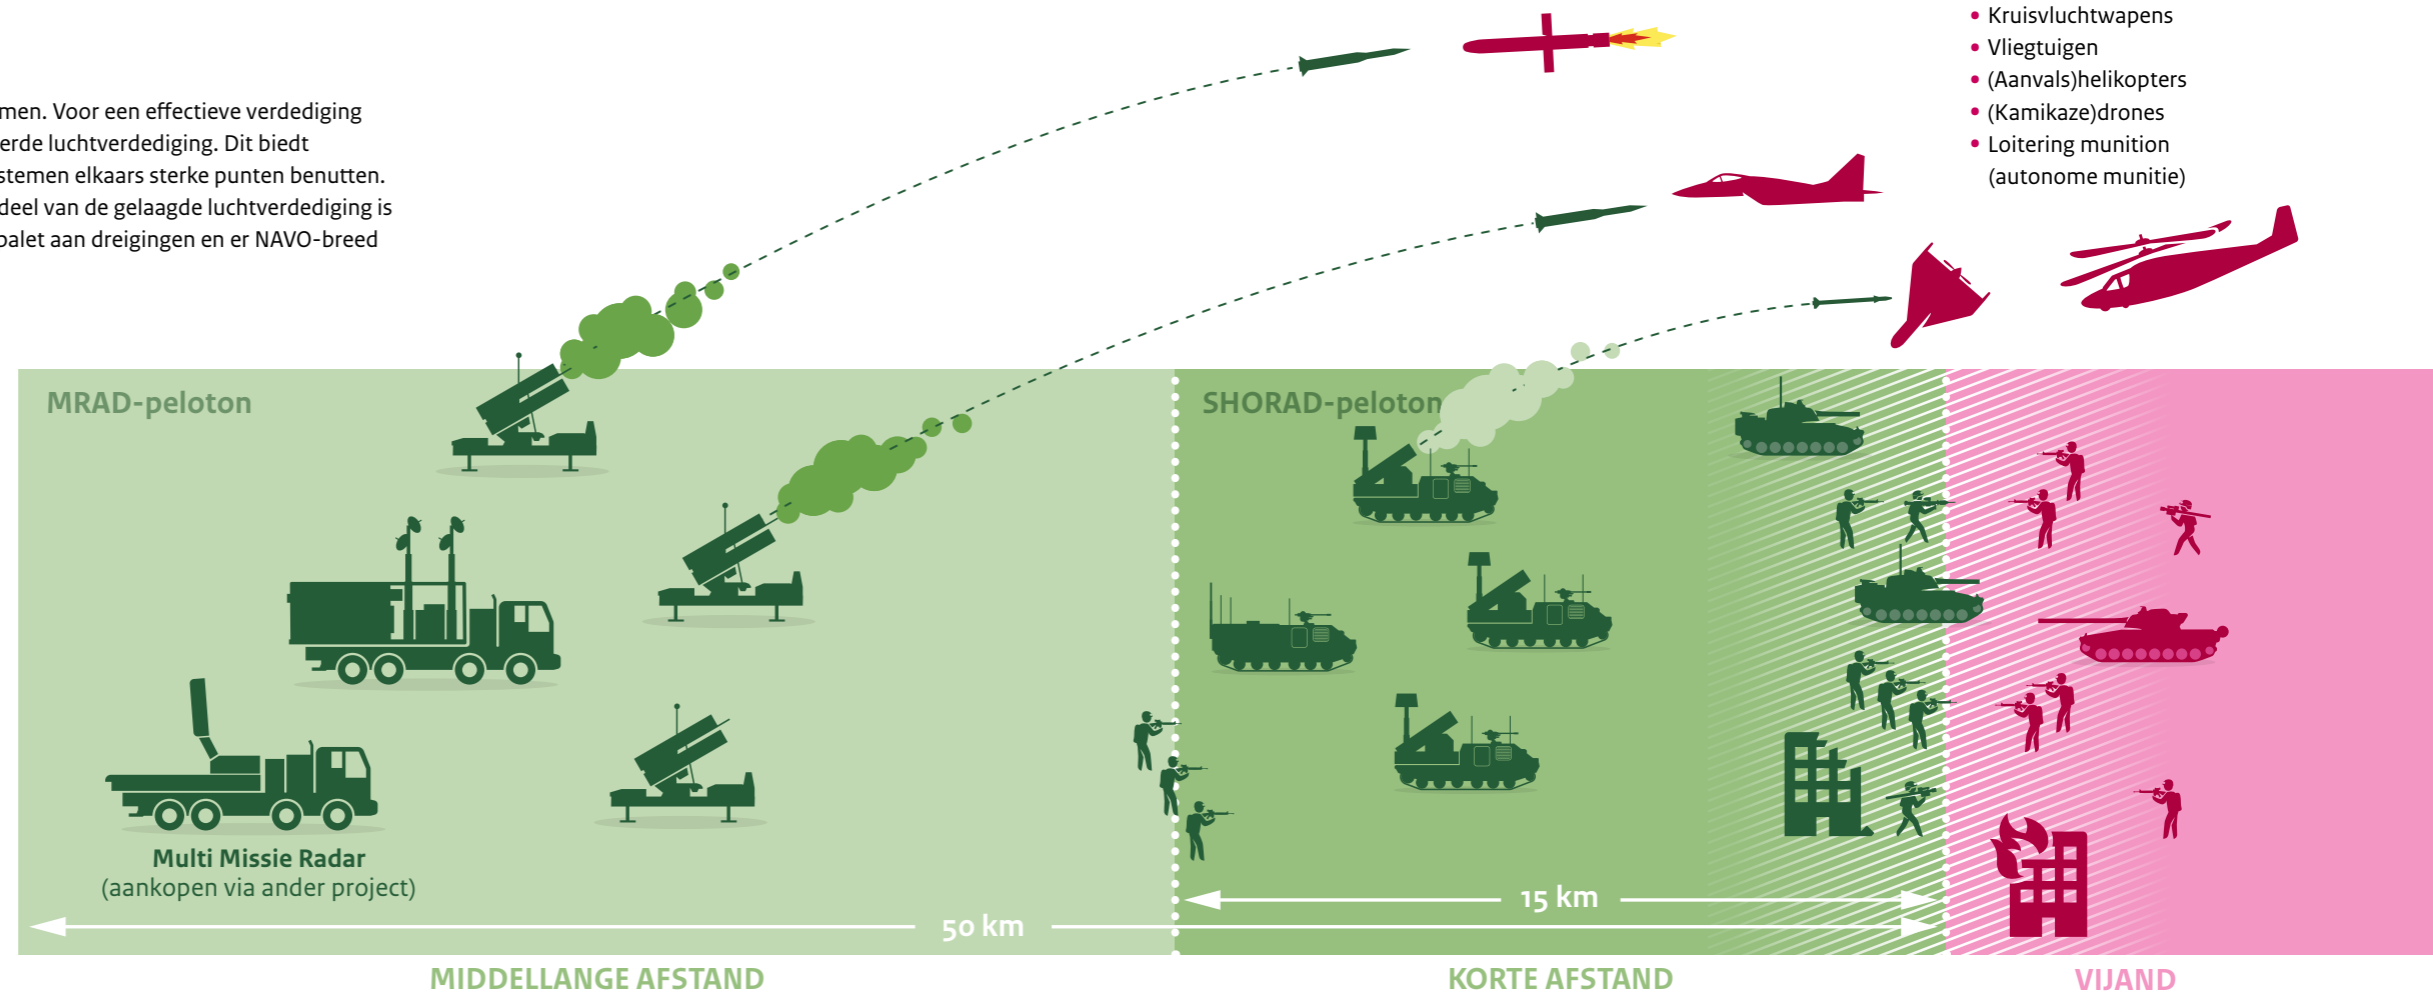 men. Voor een effectieve verdediging
erde luchtverdediging. Dit biedt
stemen elkaars sterke punten benutten.
deel van de gelaagde luchtverdediging is
palet aan dreigingen en er NAVO-breed
• Kruisvluchtwapens
• Vliegtuigen
• (Aanvals)helikopters
• (Kamikaze)drones
• Loitering munition
(autonome munitie)
MRAD-peloton
SHORAD-peloton
Multi Missie Radar
(aankopen via ander project)
15 km
50 km
MIDDELLANGE AFSTAND
KORTE AFSTAND
VIJAND